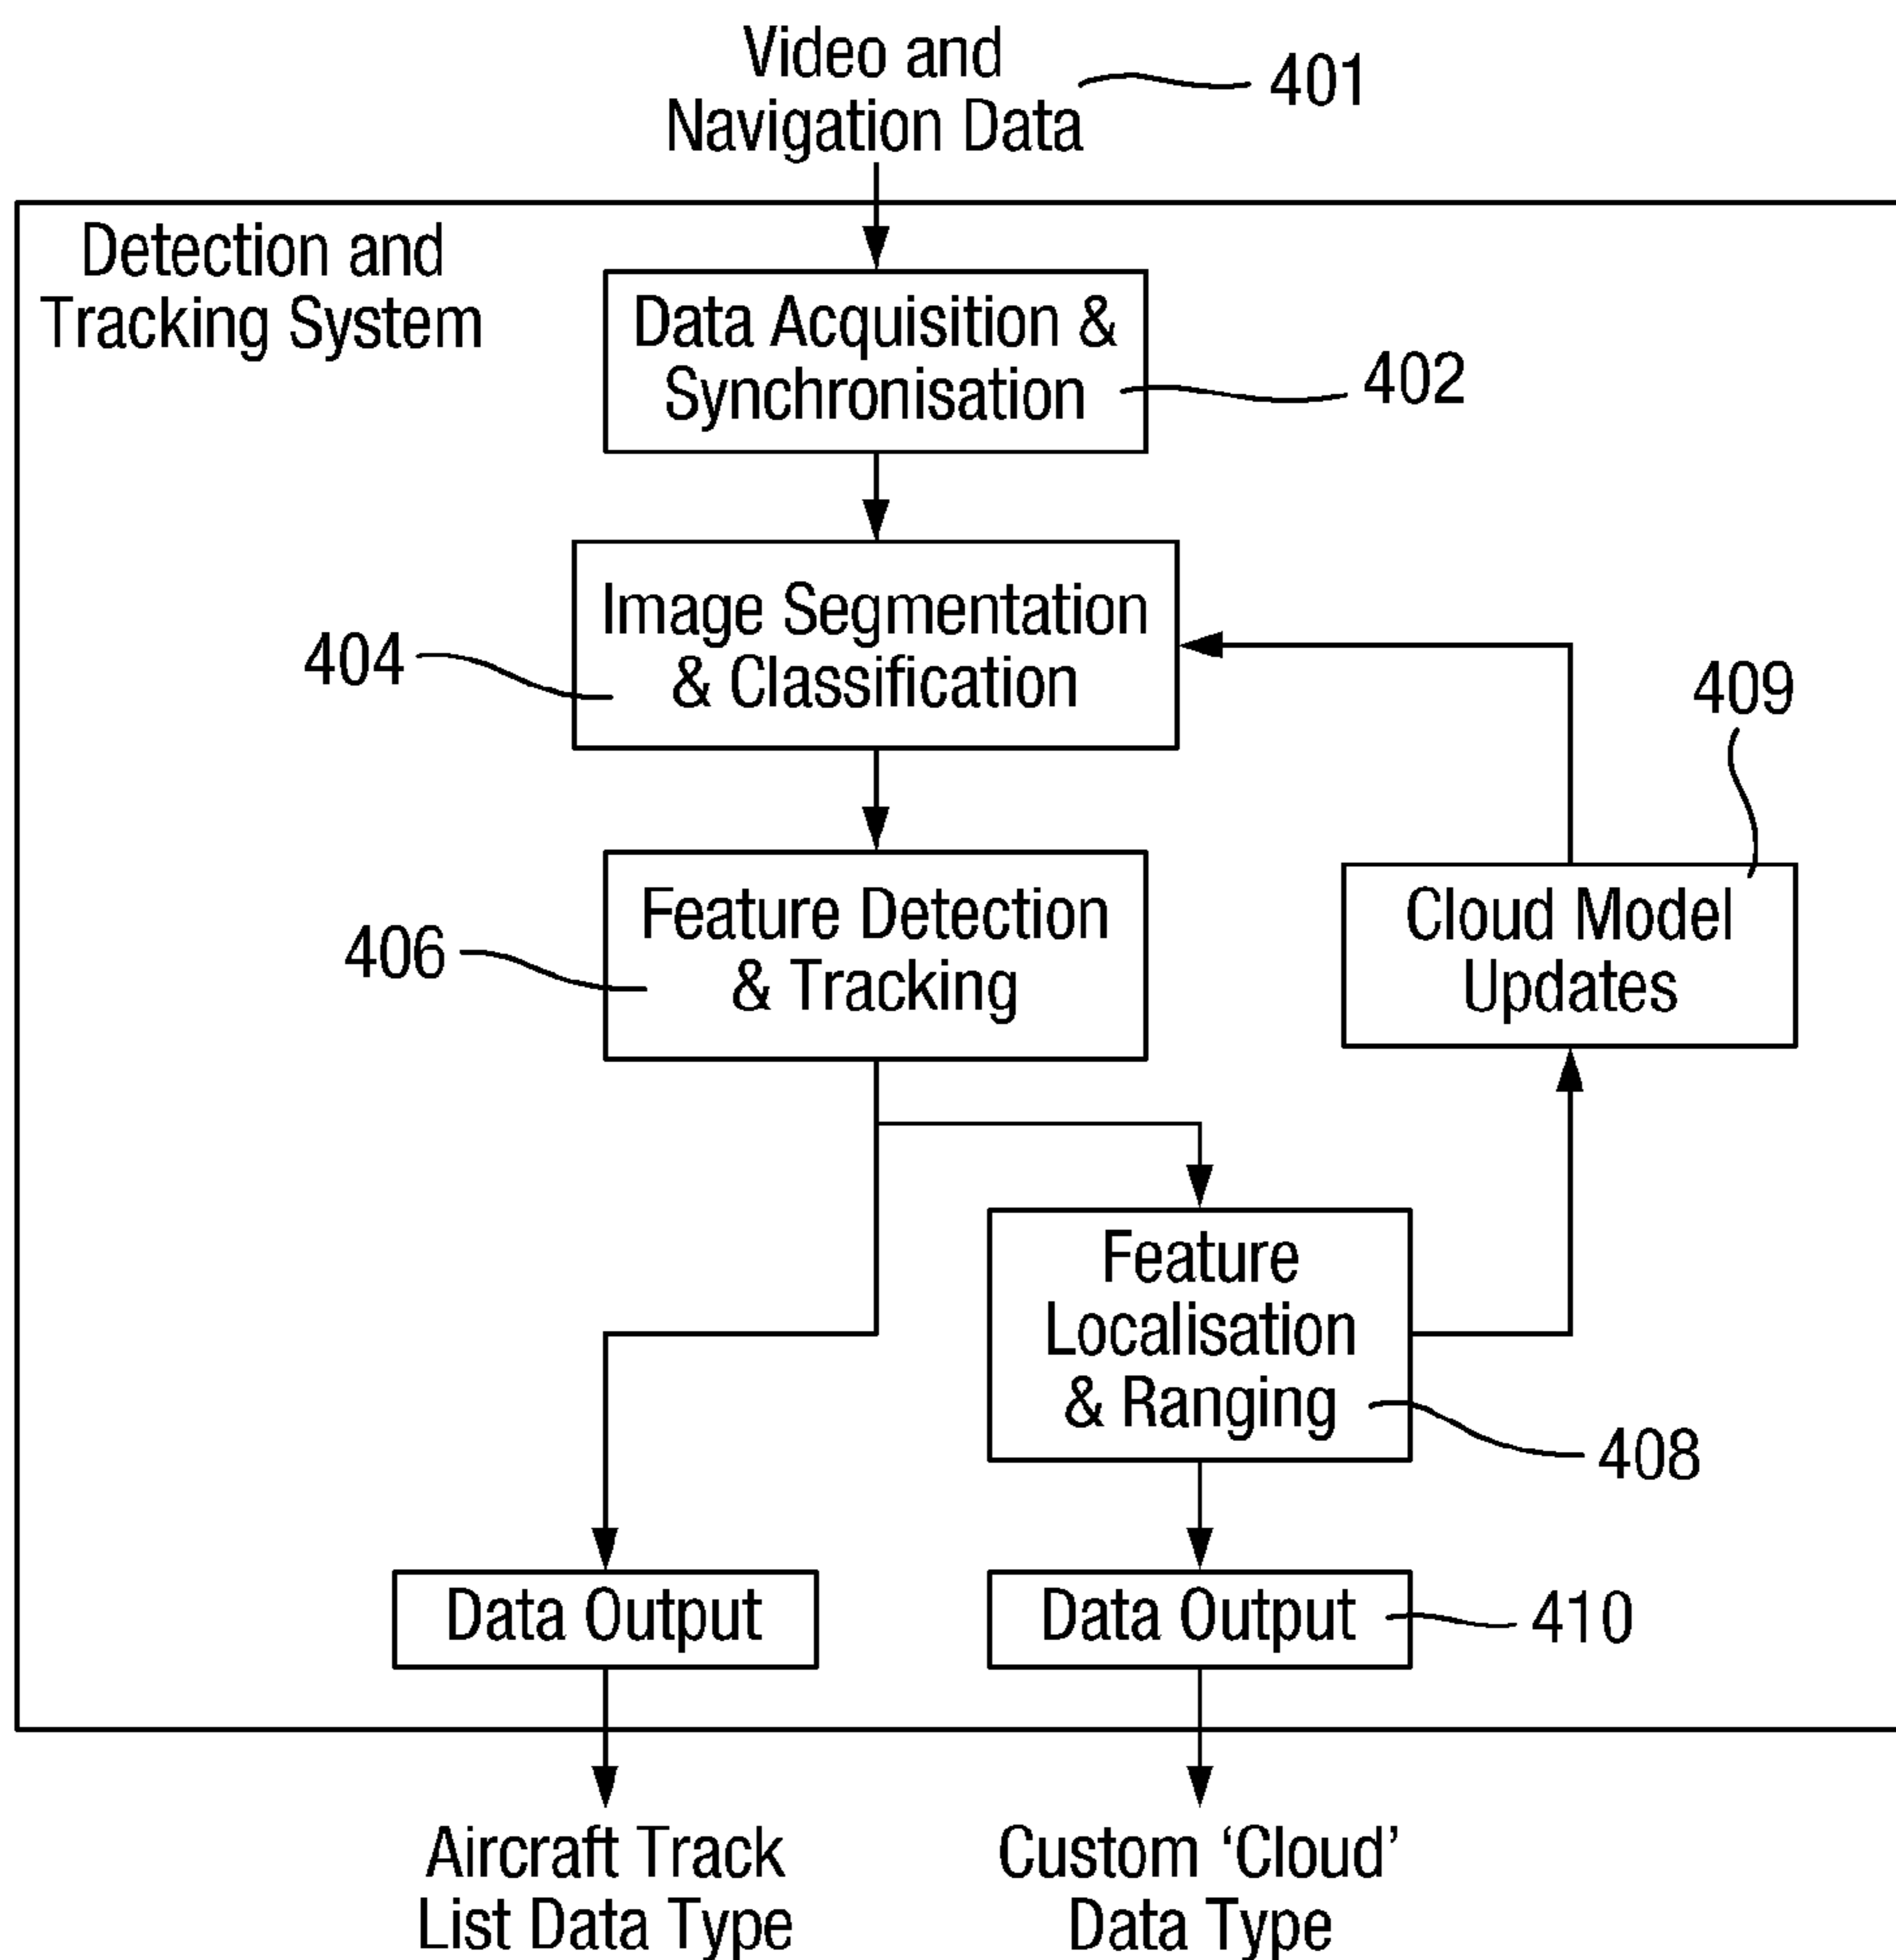 Video and
Navigation Data
401
Detection and
Tracking System
Data Acquisition &
Synchronisation
402
Image Segmentation
& Classification
404
409
Feature Detection
& Tracking
406
Cloud Model
Updates
Feature
Localisation
& Ranging
408
Data Output
Data Output
410
Aircraft Track
List Data Type
Custom ‘Cloud’
Data Type